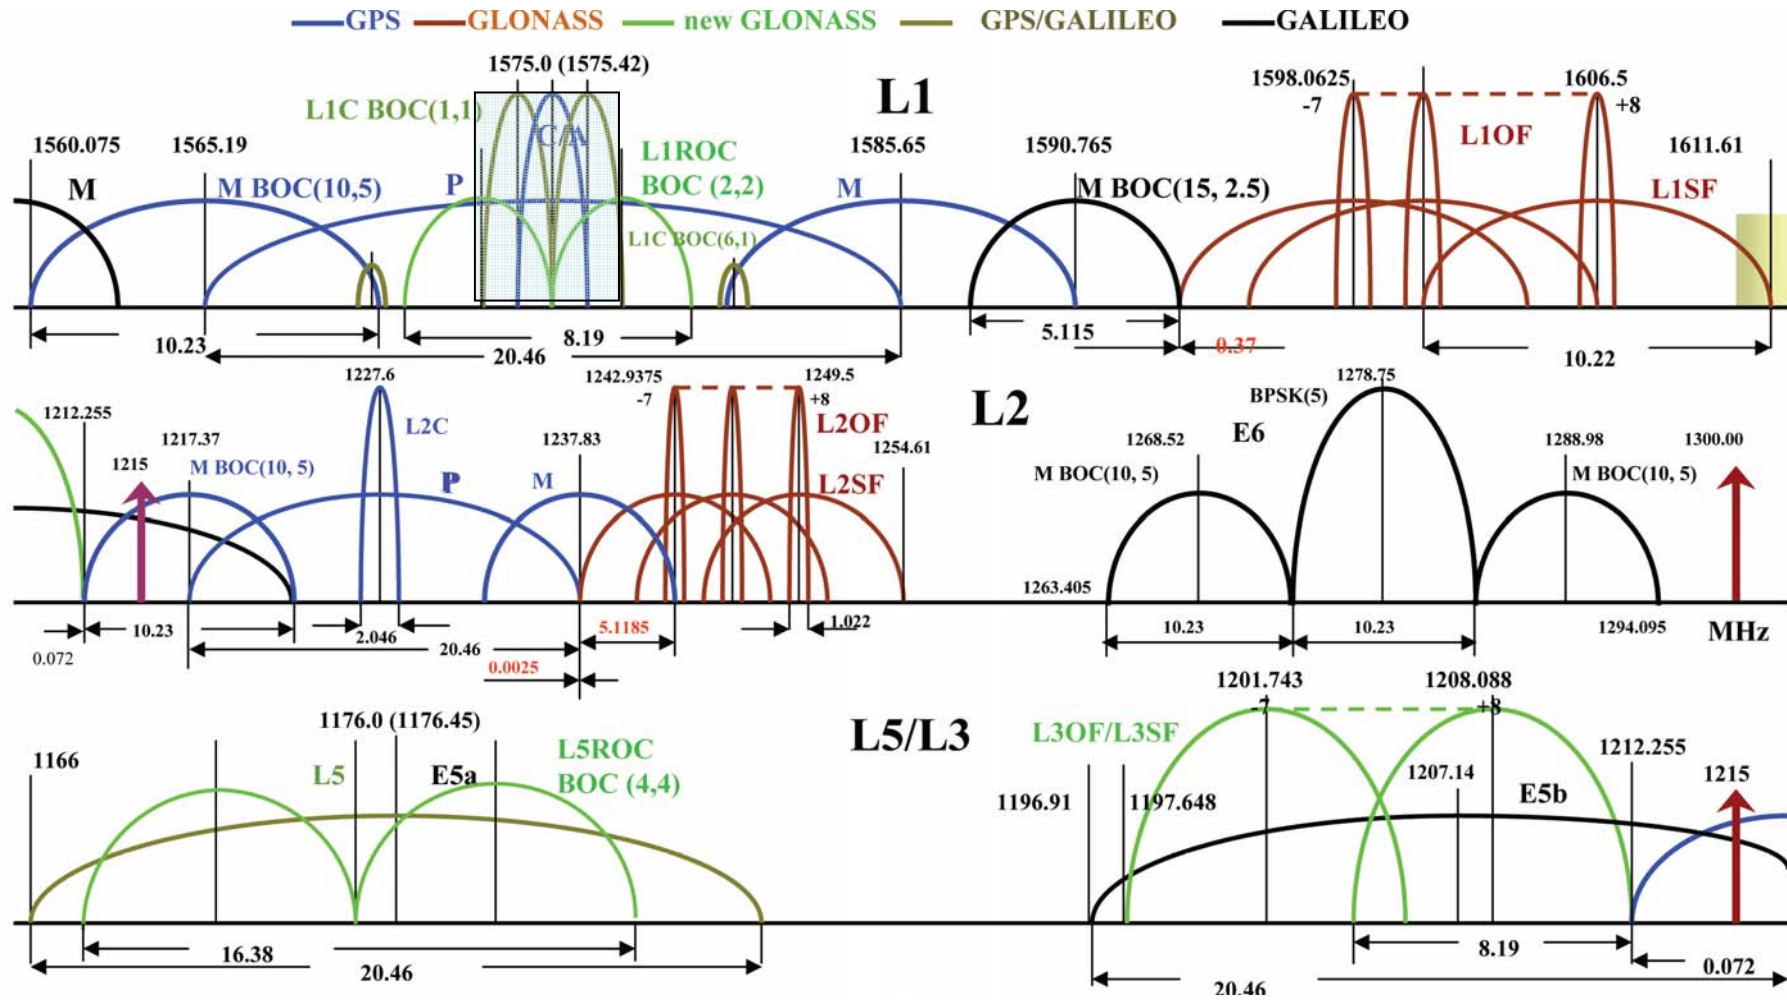 GPS GLONASS new GLONASS GPS/GALILEO GALILEO
L1
1575.0 (1575.42)
L1C BOC(1,1)
C/A
1560.075
1565.19
M
M BOC(10,5)
P
L1ROC
BOC (2,2)
L1C BOC(6,1)
1585.65
M
1590.765
M BOC(15, 2.5)
1598.0625
-7
1606.5
+8
L1OF
1611.61
L1SF
10.23
20.46
8.19
5.115
0.37
10.22
L2
1212.255
1215
1217.37
M BOC(10, 5)
1227.6
L2C
P
M
1237.83
1242.9375
-7
1249.5
+8
L2OF
L2SF
1254.61
1278.75
BPSK(5)
E6
1268.52
M BOC(10, 5)
1288.98
M BOC(10, 5)
1300.00
1263.405
1294.095
MHz
0.072
10.23
2.046
20.46
0.0025
5.1185
1.022
10.23
10.23
L5/L3
1166
1176.0 (1176.45)
L5
E5a
L5ROC
BOC (4,4)
16.38
20.46
L3OF/L3SF
1196.91
1197.648
1201.743
-7
1208.088
+8
1207.14
E5b
1212.255
1215
8.19
0.072
20.46